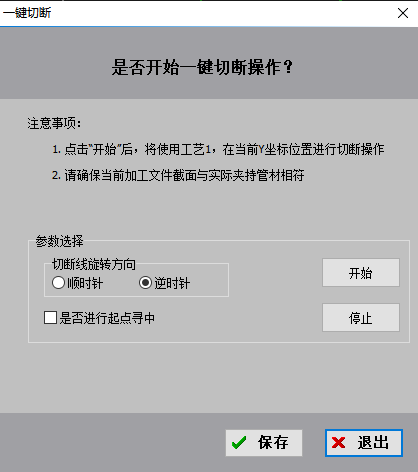 一键切断
是否开始一键切断操作？
注意事项：
1. 点击“开始”后，将使用工艺1，在当前Y坐标位置进行切断操作
2. 请确保当前加工文件截面与实际夹持管材相符
参数选择
切断线旋转方向
顺时针 逆时针
开始
是否进行起点寻中
停止
保存 退出